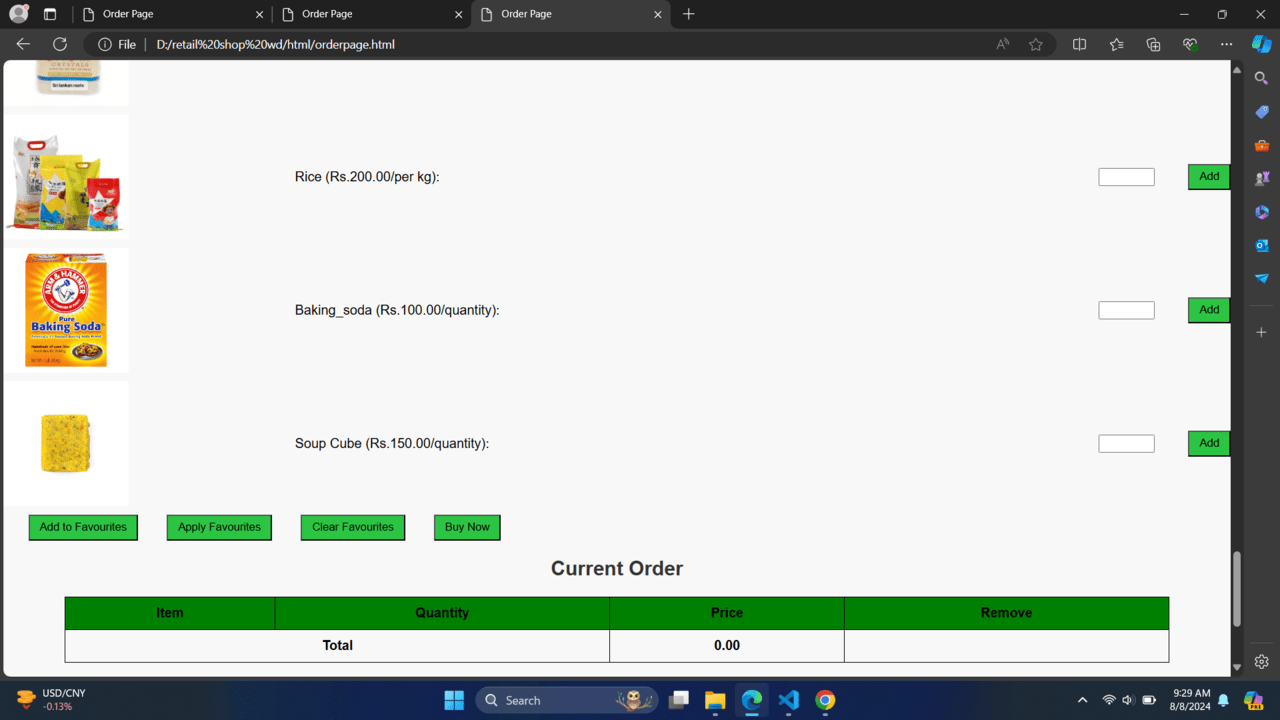 Order Page
Order Page
Order Page
File
D:/retail%20shop%20wd/html/orderpage.html
CRYSTALS
Rice (Rs.200.00/per kg):
Add
ARM & HAMMER
Pure
Baking Soda
Baking_soda (Rs.100.00/quantity):
Add
Soup Cube (Rs.150.00/quantity):
Add
Add to Favourites
Apply Favourites
Clear Favourites
Buy Now
Current Order
Item Quantity Price Remove
Total 0.00
USD/CNY
-0.13%
Search
9:29 AM
8/8/2024